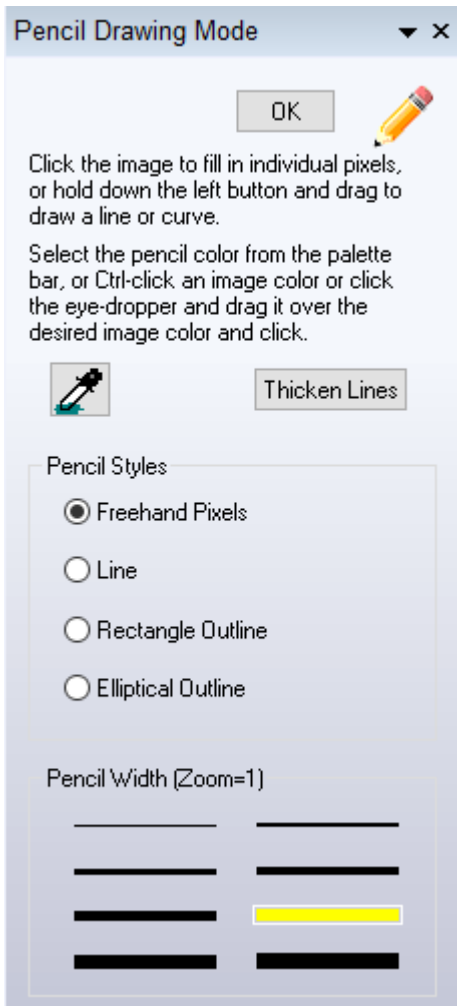 Pencil Drawing Mode
OK
Click the image to fill in individual pixels,
or hold down the left button and drag to
draw a line or curve.
Select the pencil color from the palette
bar, or Ctrl-click an image color or click
the eye-dropper and drag it over the
desired image color and click.
Thicken Lines
Pencil Styles
Freehand Pixels
Line
Rectangle Outline
Elliptical Outline
Pencil Width (Zoom=1)